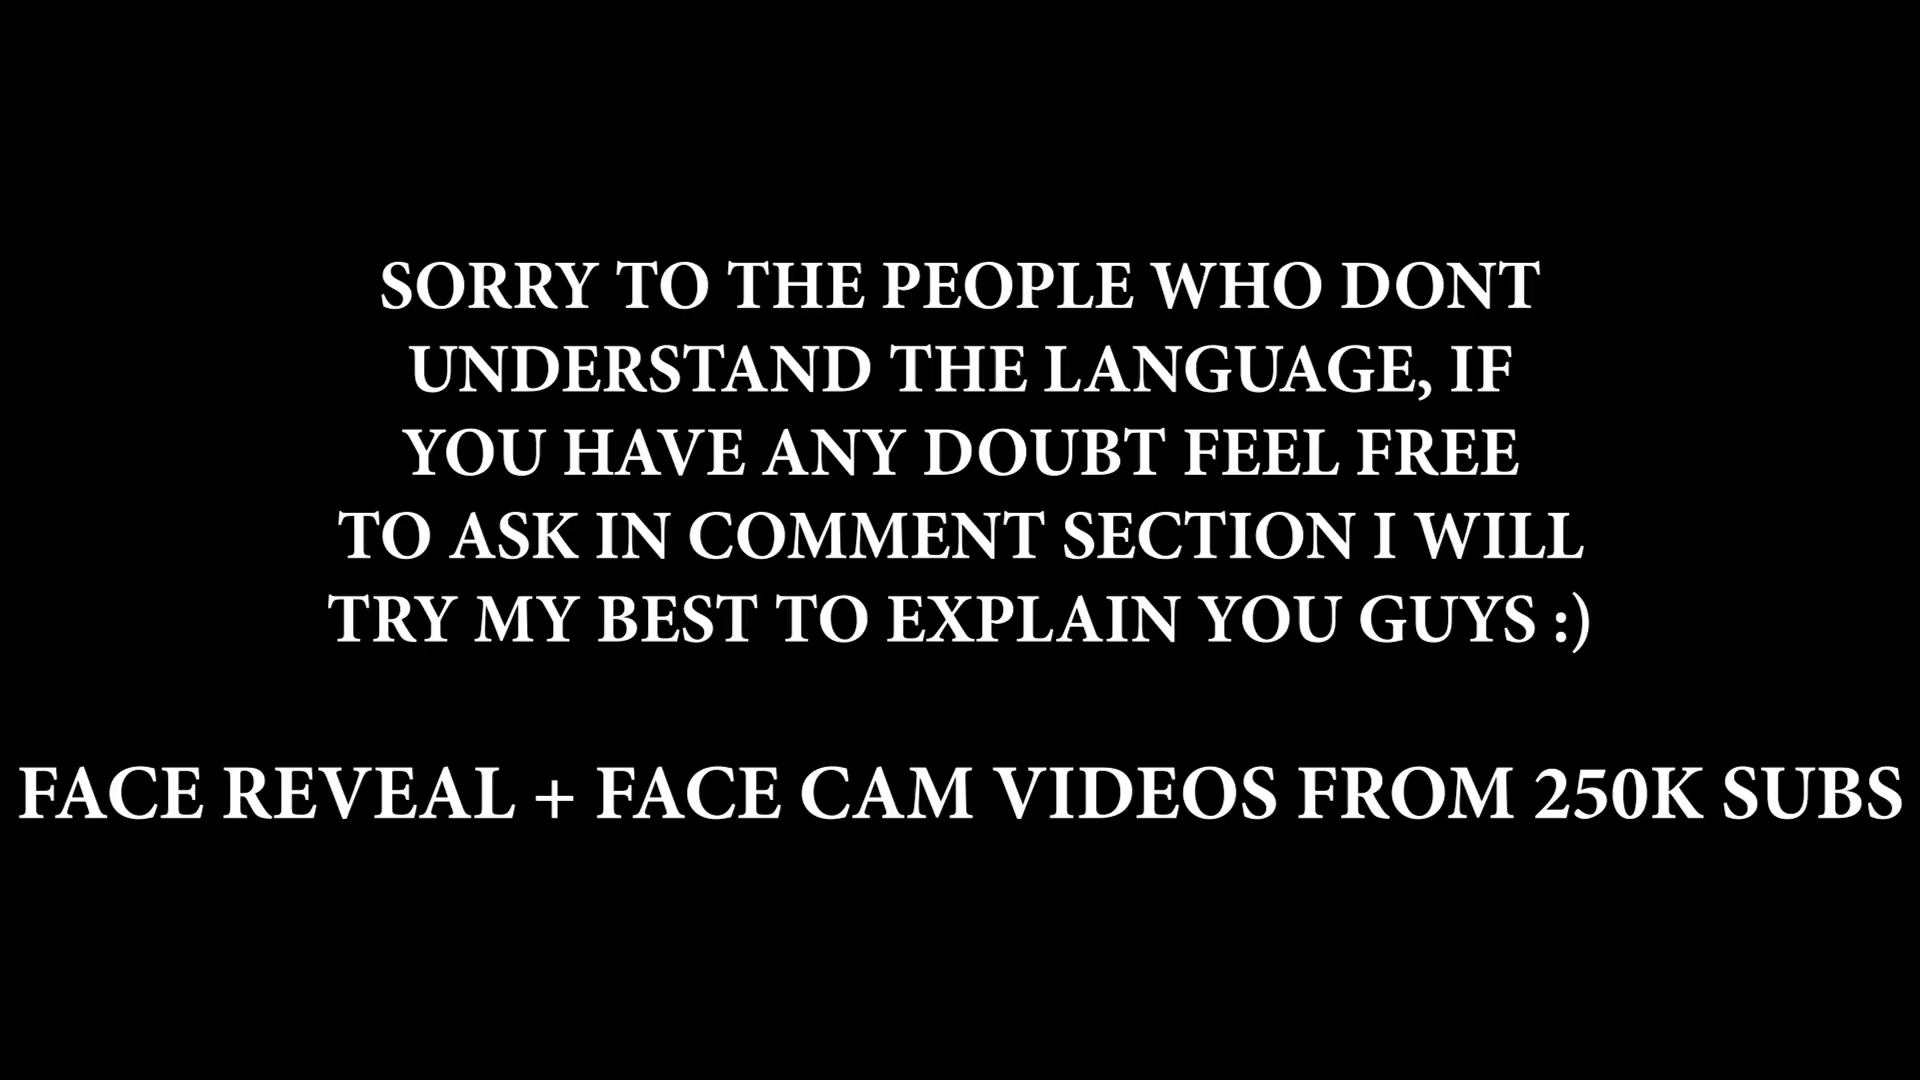 SORRY TO THE PEOPLE WHO DONT
UNDERSTAND THE LANGUAGE, IF
YOU HAVE ANY DOUBT FEEL FREE
TO ASK IN COMMENT SECTION I WILL
TRY MY BEST TO EXPLAIN YOU GUYS :)
FACE REVEAL + FACE CAM VIDEOS FROM 250K SUBS